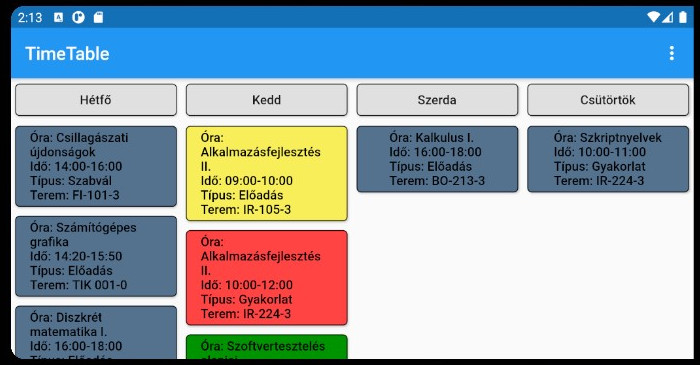 2:13
TimeTable
Hétfő
Kedd
Szerda
Csütörtök
Óra: Csillagászati
újdonságok
Idő: 14:00-16:00
Típus: Szabvál
Terem: FI-101-3
Óra: Számítógépes
grafika
Idő: 14:20-15:50
Típus: Előadás
Terem: TIK 001-0
Óra: Diszkrét
matematika I.
Idő: 16:00-18:00
Típus: Előadás
Óra:
Alkalmazásfejlesztés
II.
Idő: 09:00-10:00
Típus: Előadás
Terem: IR-105-3
Óra:
Alkalmazásfejlesztés
II.
Idő: 10:00-12:00
Típus: Gyakorlat
Terem: IR-224-3
Óra: Szoftvertesztelés
Óra: Kalkulus I.
Idő: 16:00-18:00
Típus: Előadás
Terem: BO-213-3
Óra: Szkriptnyelvek
Idő: 10:00-11:00
Típus: Gyakorlat
Terem: IR-224-3